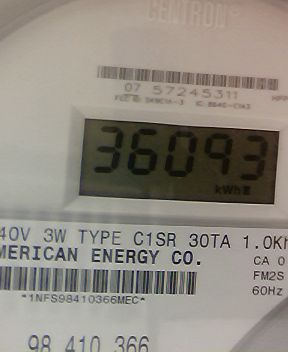 CENTRON®
07 57245311
36093
kWh
40V 3W TYPE C1SR 30TA 1.0Kh
MERICAN ENERGY CO.
CA 0
FM2S
60Hz
*1NFS98410366MEC*
98 410 366